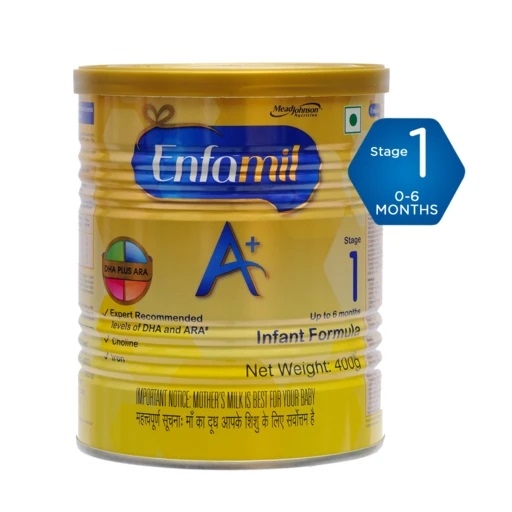 MeadJohnson
Nutrition
Enfamil
A+
Stage
1
Up to 6 months
Infant Formula
Net Weight: 400g
DHA PLUS ARA
✓ Expert Recommended
levels of DHA and ARA*
✓ Choline
✓ Iron
IMPORTANT NOTICE: MOTHER'S MILK IS BEST FOR YOUR BABY
महत्त्वपूर्ण सूचना: माँ का दूध आपके शिशु के लिए सर्वोत्तम है
Stage 1
0-6
MONTHS